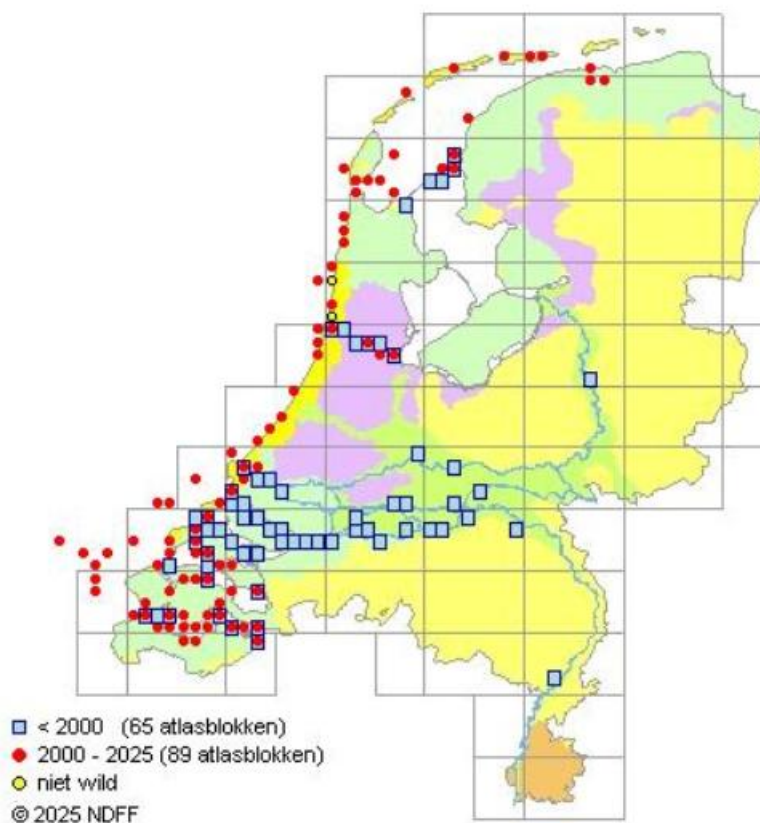 < 2000 (65 atlasblokken)
2000 - 2025 (89 atlasblokken)
niet wild
© 2025 NDFF